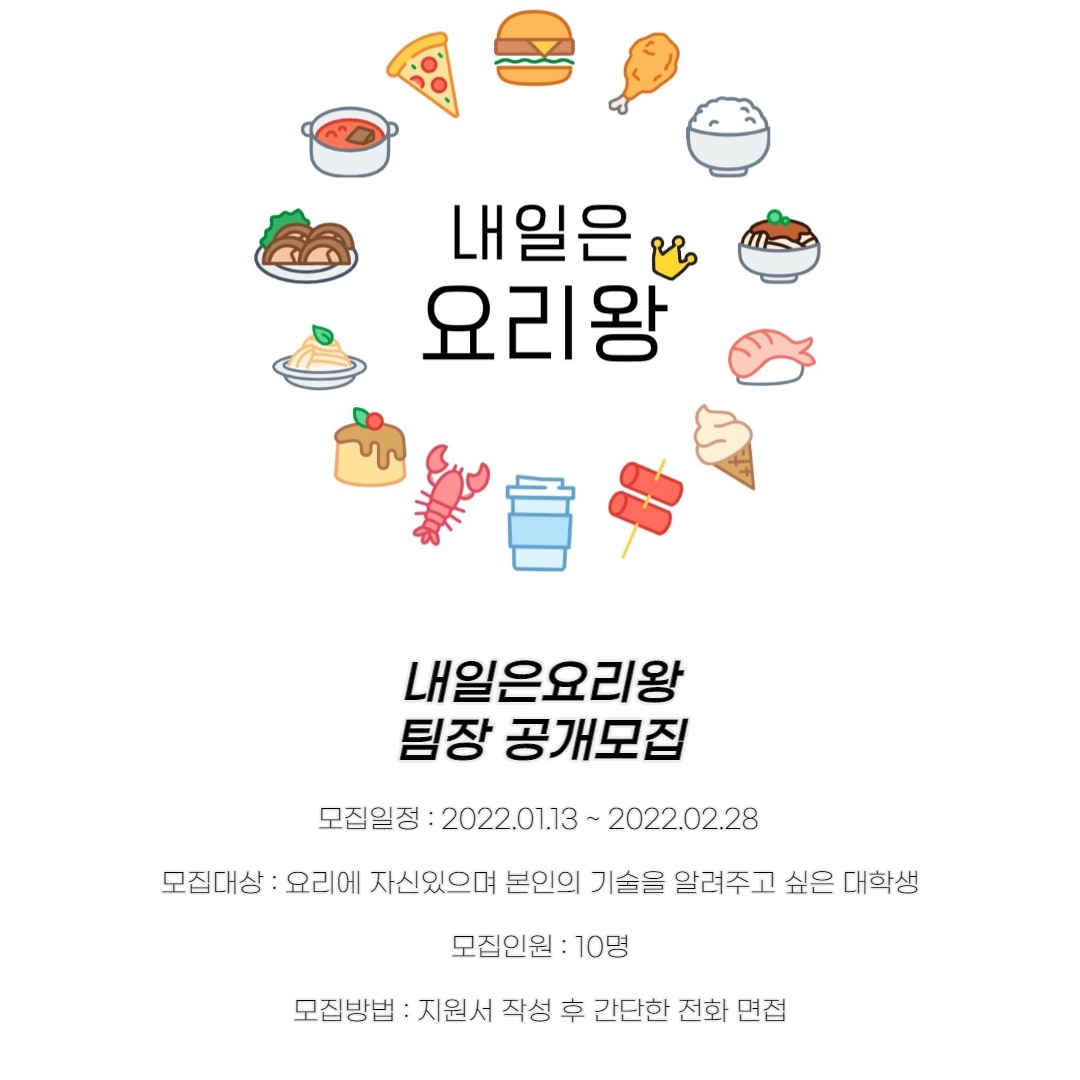 내일은
요리왕
내일은요리왕
팀장 공개모집
모집일정 : 2022.01.13 ~ 2022.02.28
모집대상 : 요리에 자신있으며 본인의 기술을 알려주고 싶은 대학생
모집인원 : 10명
모집방법 : 지원서 작성 후 간단한 전화 면접